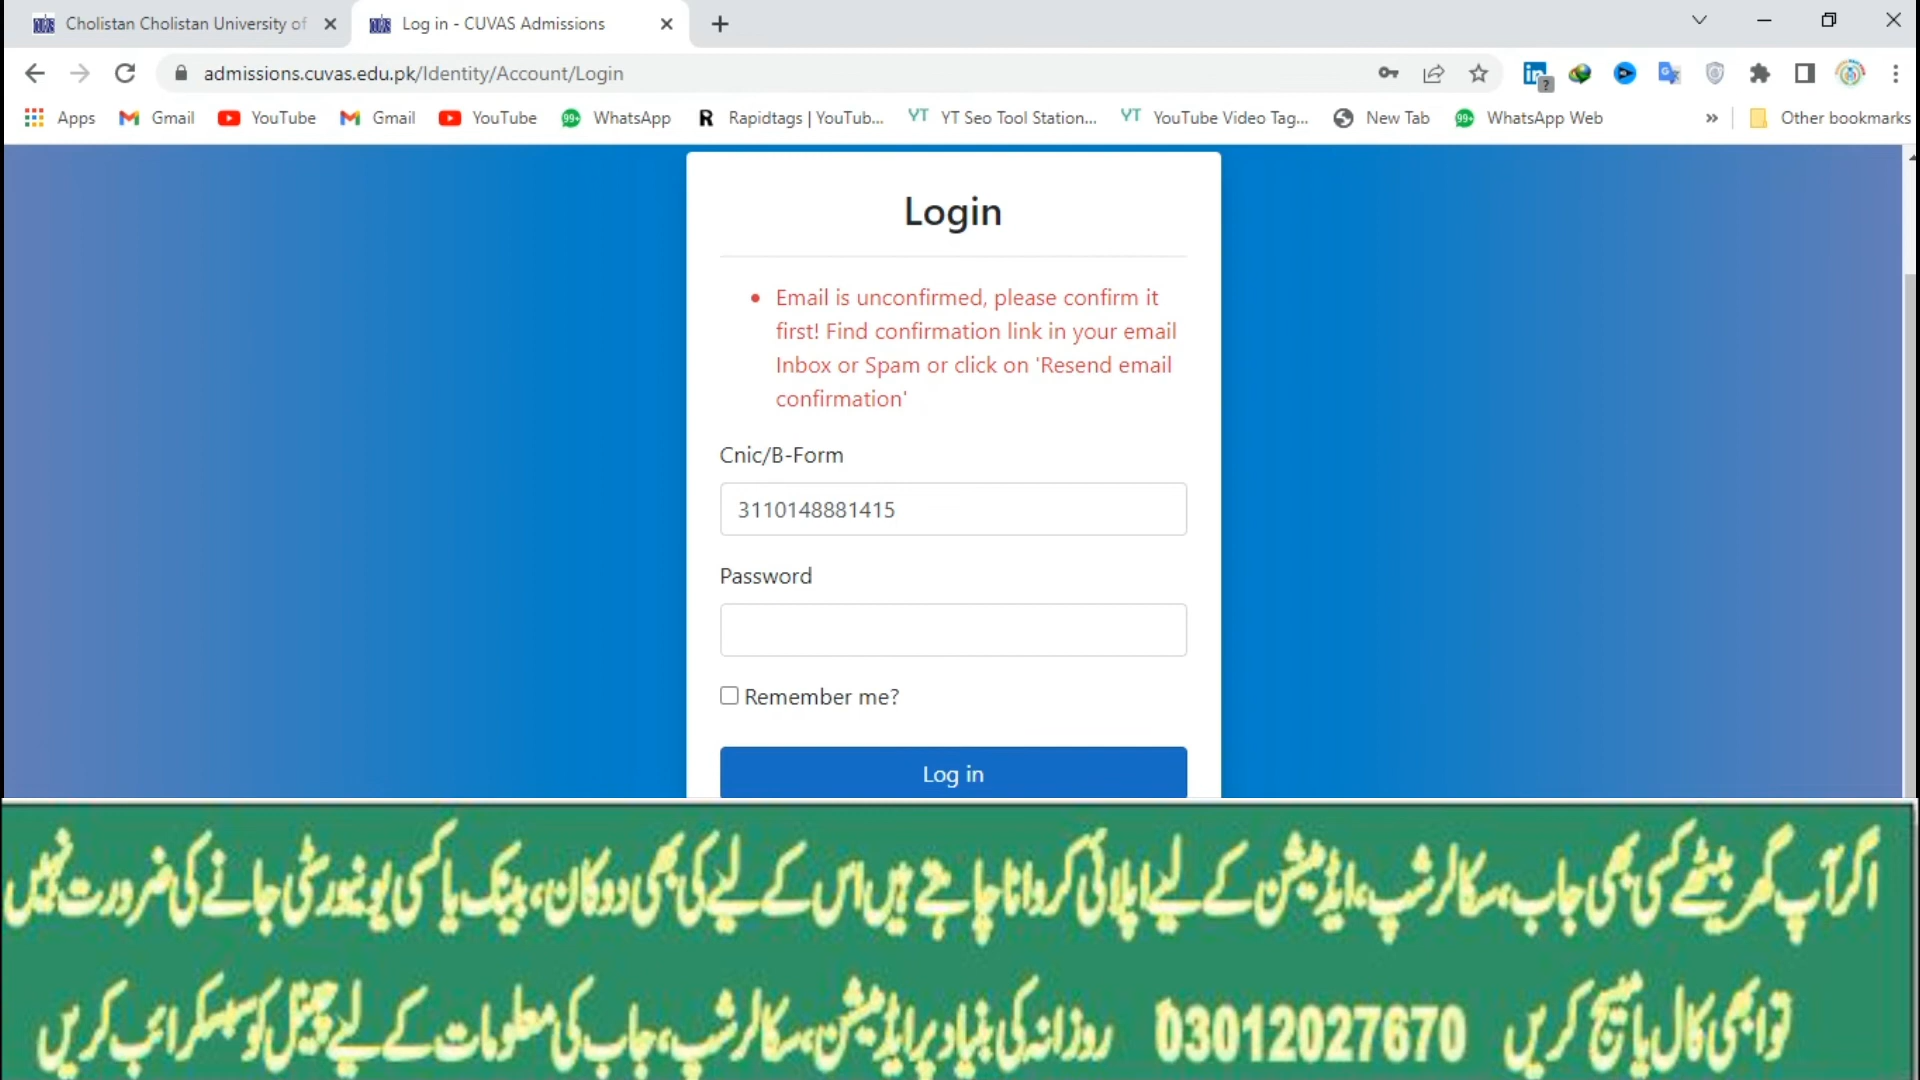 Cholistan Cholistan University of
Log in - CUVAS Admissions
admissions.cuvas.edu.pk/Identity/Account/Login
Apps Gmail YouTube Gmail YouTube WhatsApp Rapidtags | YouTub... YT YT Seo Tool Station... YT YouTube Video Tag... New Tab WhatsApp Web » Other bookmarks
Login
Email is unconfirmed, please confirm it
first! Find confirmation link in your email
Inbox or Spam or click on 'Resend email
confirmation'
Cnic/B-Form
3110148881415
Password
Remember me?
Log in
اگر آپ گھر بیٹھے کسی بھی جاب، سکالرشپ، ایڈمیشن کے لیے اپلائی کروانا چاہتے ہیں اس کے لیے کی بھی دوکان، بینک یا کسی یونیورسٹی جانے کی ضرورت نہیں
تو ابھی کال یا میسج کریں 03012027670 روزانہ کی بنیاد پر ایڈمیشن، سکالرشپ، جاب کی معلومات کے لیے چینل کو سبسکرائب کریں